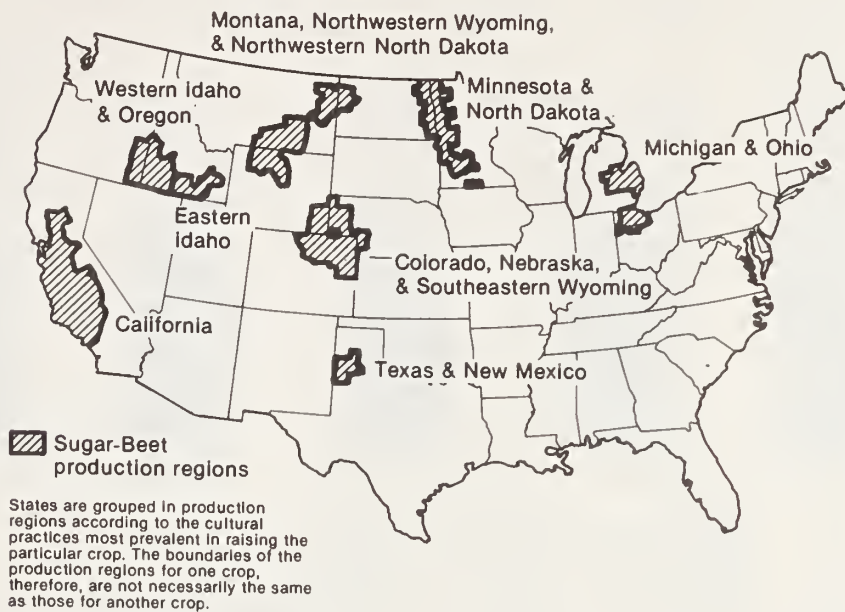 Montana, Northwestern Wyoming,
& Northwestern North Dakota
Western idaho
& Oregon
Minnesota &
North Dakota
Michigan & Ohio
Eastern
idaho
Colorado, Nebraska,
& Southeastern Wyoming
California
Texas & New Mexico
Sugar-Beet
production regions
States are grouped in production
regions according to the cultural
practices most prevalent in raising the
particular crop. The boundaries of the
production regions for one crop,
therefore, are not necessarily the same
as those for another crop.